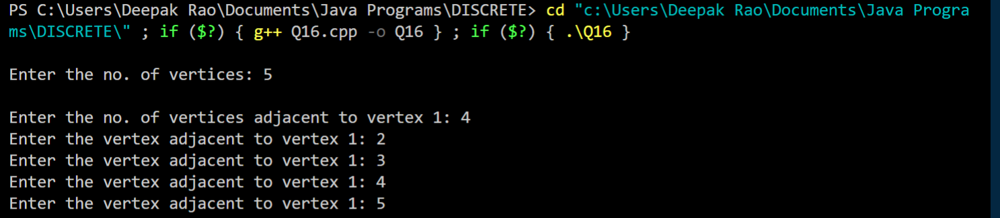 PS C:\Users\Deepak Rao\Documents\Java Programs\DISCRETE> cd "c:\Users\Deepak Rao\Documents\Java Progra
ms\DISCRETE\" ; if ($?) { g++ Q16.cpp -o Q16 } ; if ($?) { .\Q16 }
Enter the no. of vertices: 5
Enter the no. of vertices adjacent to vertex 1: 4
Enter the vertex adjacent to vertex 1: 2
Enter the vertex adjacent to vertex 1: 3
Enter the vertex adjacent to vertex 1: 4
Enter the vertex adjacent to vertex 1: 5